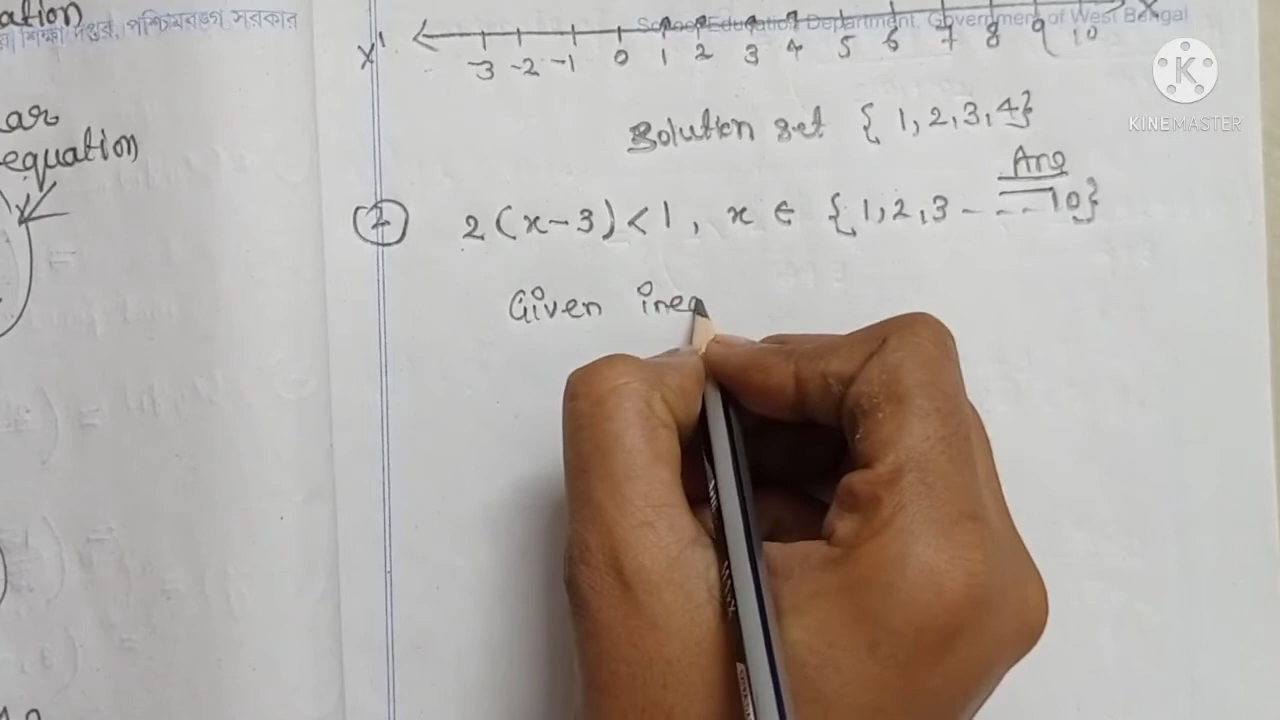 ation
শিক্ষা দপ্তর, পশ্চিমবঙ্গ সরকার
School Education Department, Government of West Bengal
X' -3 -2 -1 0 1 2 3 4 5 6 7 8 9 10 X
KINEMASTER
ar
equation
Solution set { 1, 2, 3, 4}
Ans
2 2(x-3) < 1, x ∈ { 1, 2, 3 - - - 10}
=
Given ineq